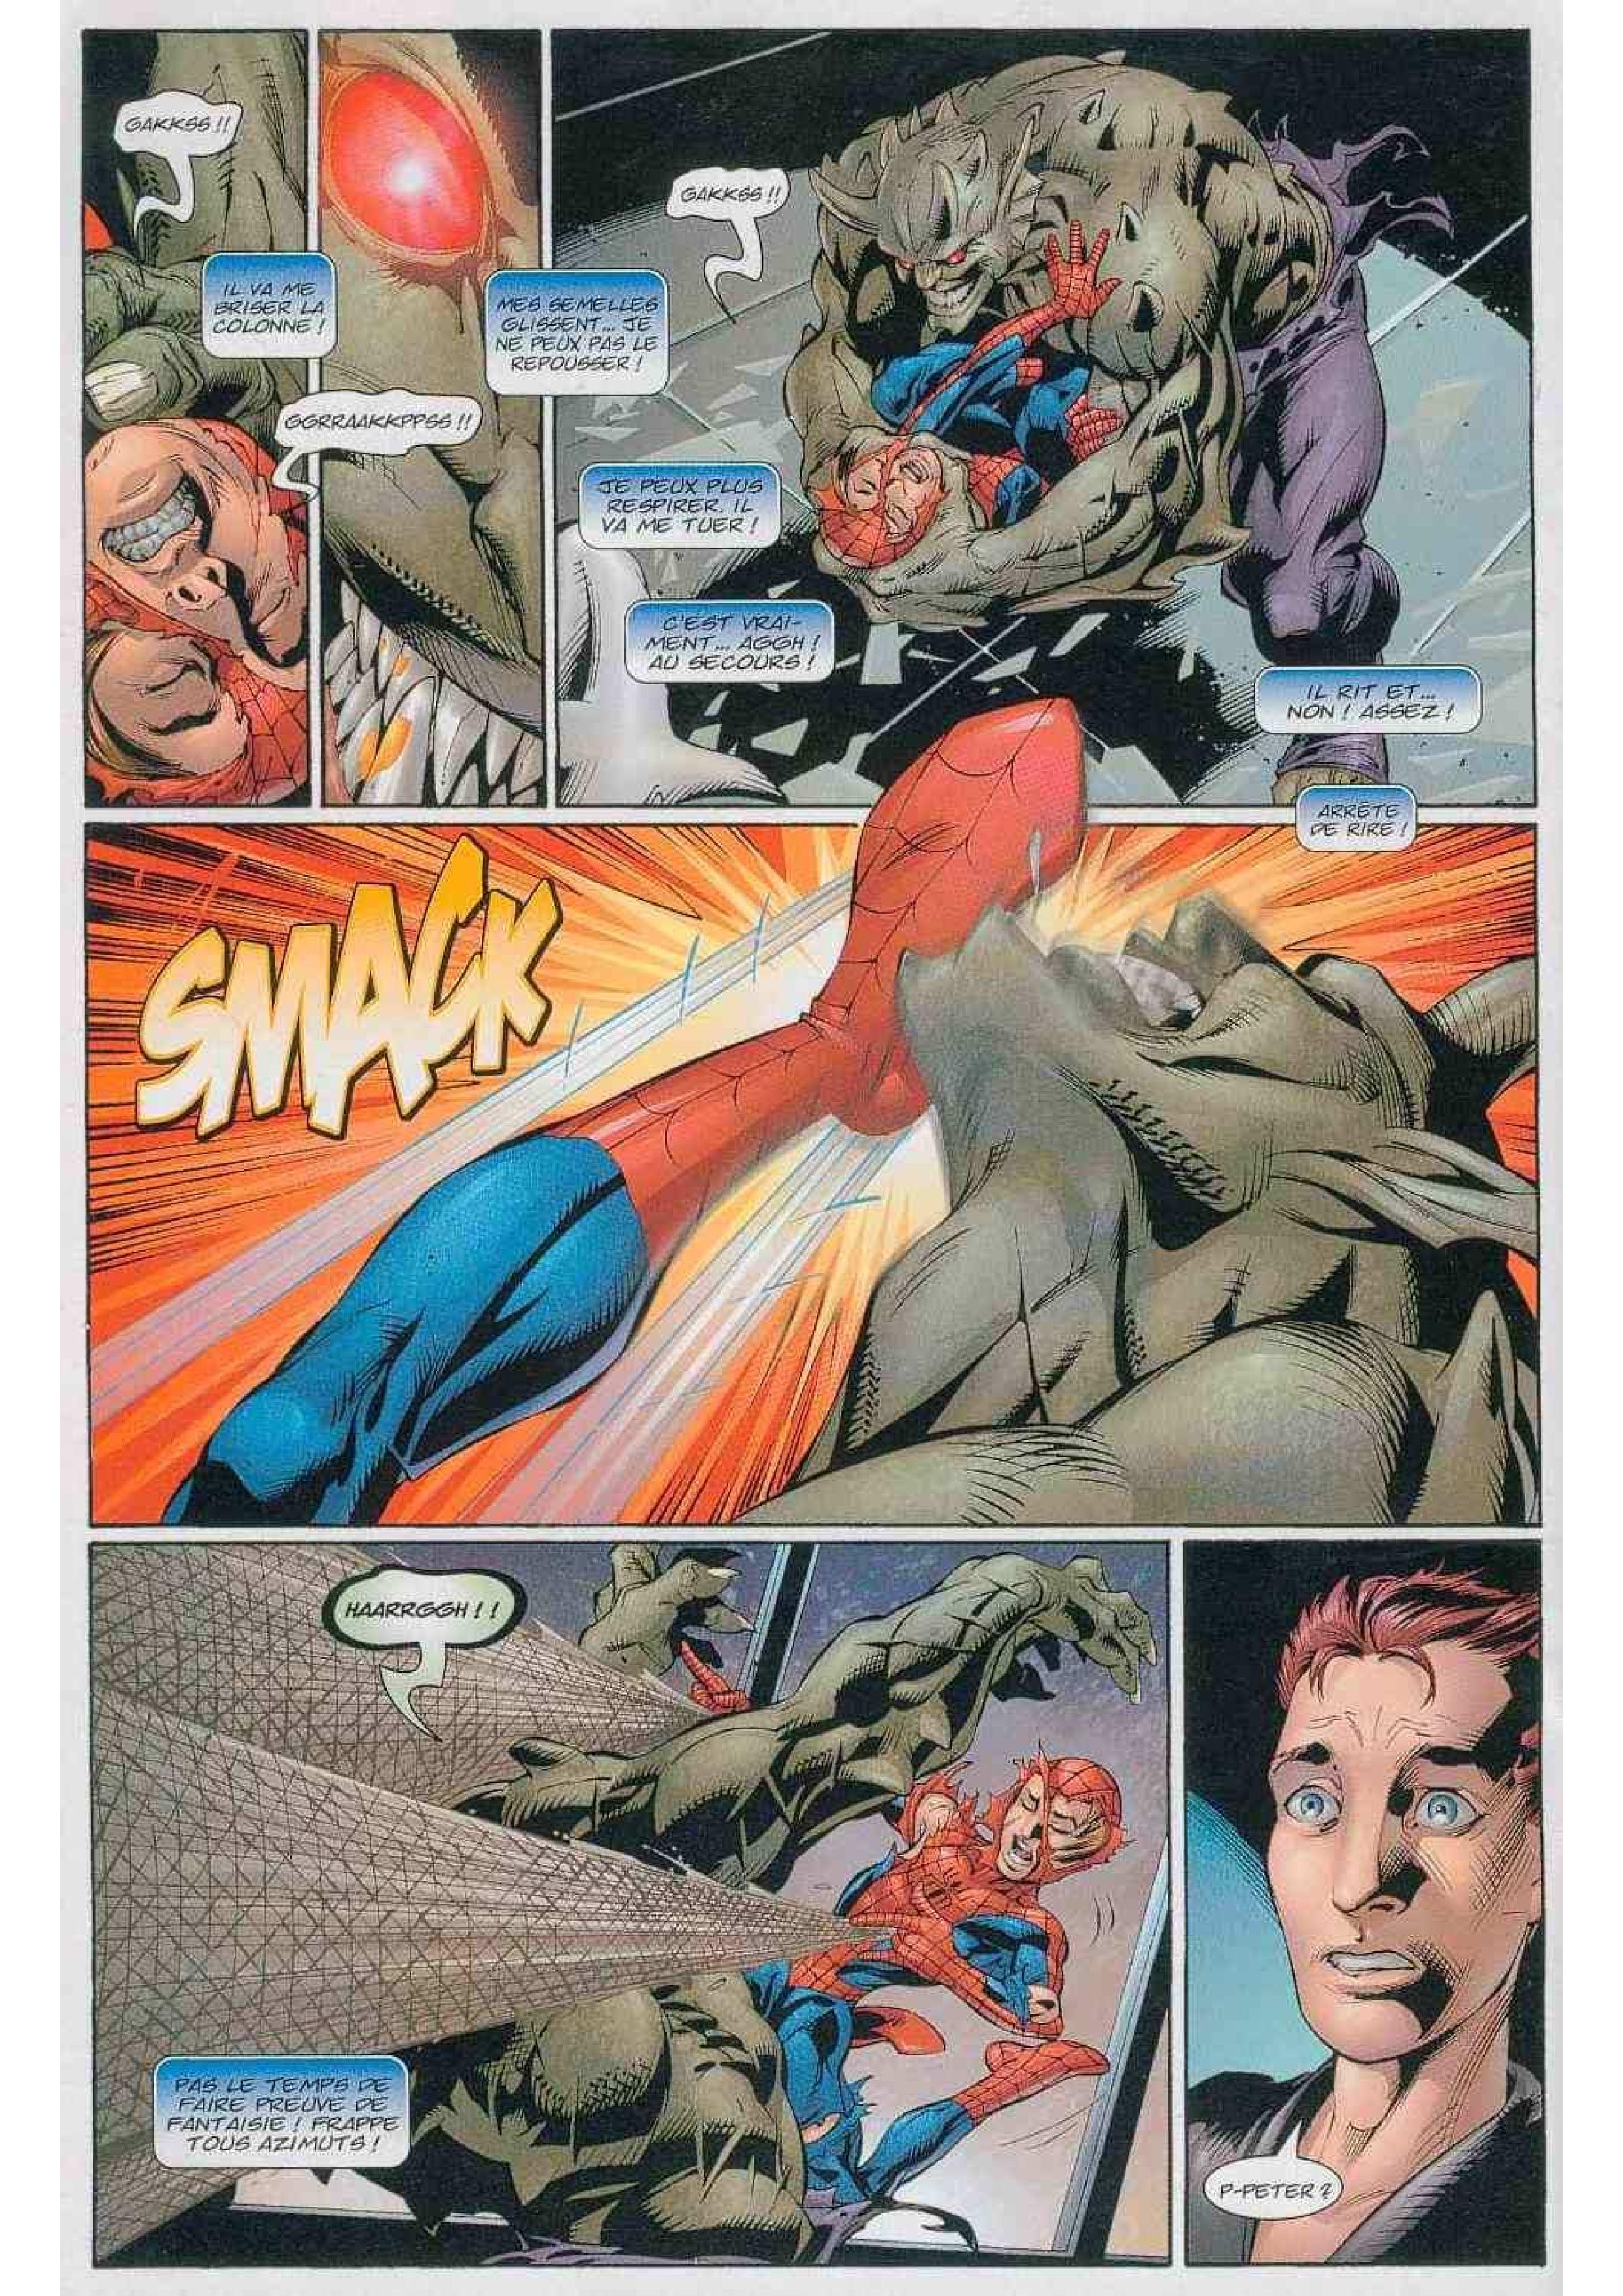 GAKKSS !!
IL VA ME
BRISER LA
COLONNE !
GGRRAAKKPPSS !!
MES SEMELLES
GLISSENT... JE
NE PEUX PAS LE
REPOUSSER !
GAKKSS !!
JE PEUX PLUS
RESPIRER. IL
VA ME TUER !
C'EST VRAI-
MENT... AGGH !
AU SECOURS !
IL RIT ET...
NON ! ASSEZ !
ARRÊTE
DE RIRE !
SMACK
HAARRGGH ! !
PAS LE TEMPS DE
FAIRE PREUVE DE
FANTAISIE ! FRAPPE
TOUS AZIMUTS !
P-PETER ?